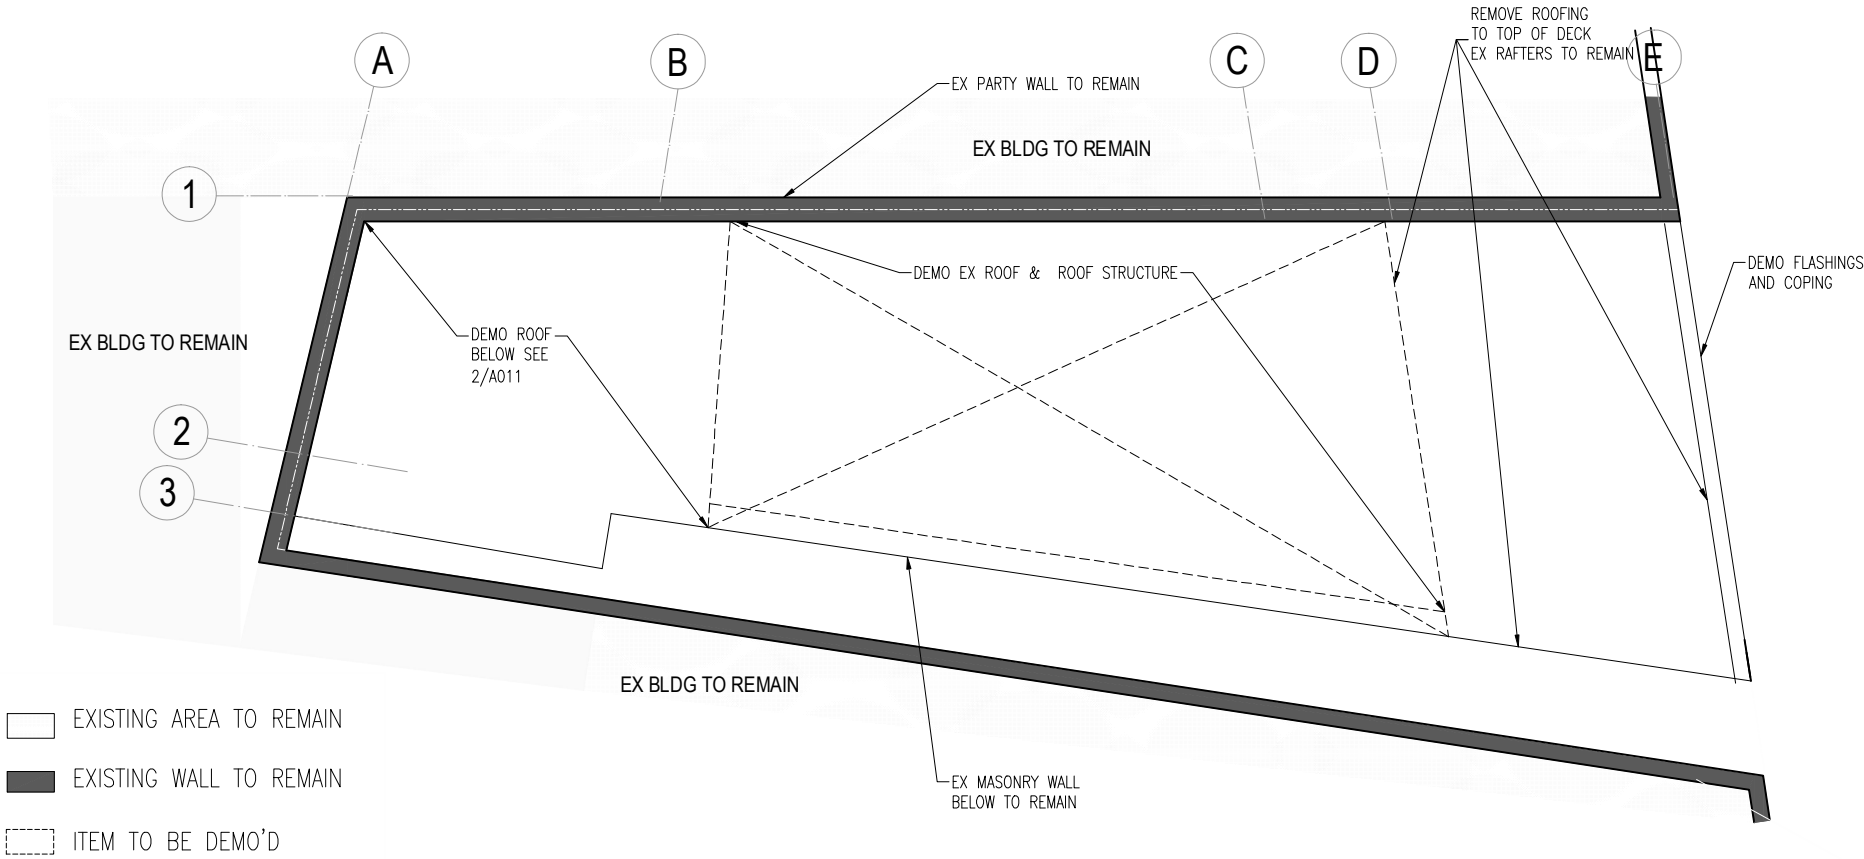 REMOVE ROOFING
TO TOP OF DECK
EX RAFTERS TO REMAIN
A
B
C
D
E
EX PARTY WALL TO REMAIN
EX BLDG TO REMAIN
1
DEMO EX ROOF & ROOF STRUCTURE
DEMO FLASHINGS
AND COPING
EX BLDG TO REMAIN
DEMO ROOF
BELOW SEE
2/A011
2
3
EX BLDG TO REMAIN
EX MASONRY WALL
BELOW TO REMAIN
EXISTING AREA TO REMAIN
EXISTING WALL TO REMAIN
ITEM TO BE DEMO'D